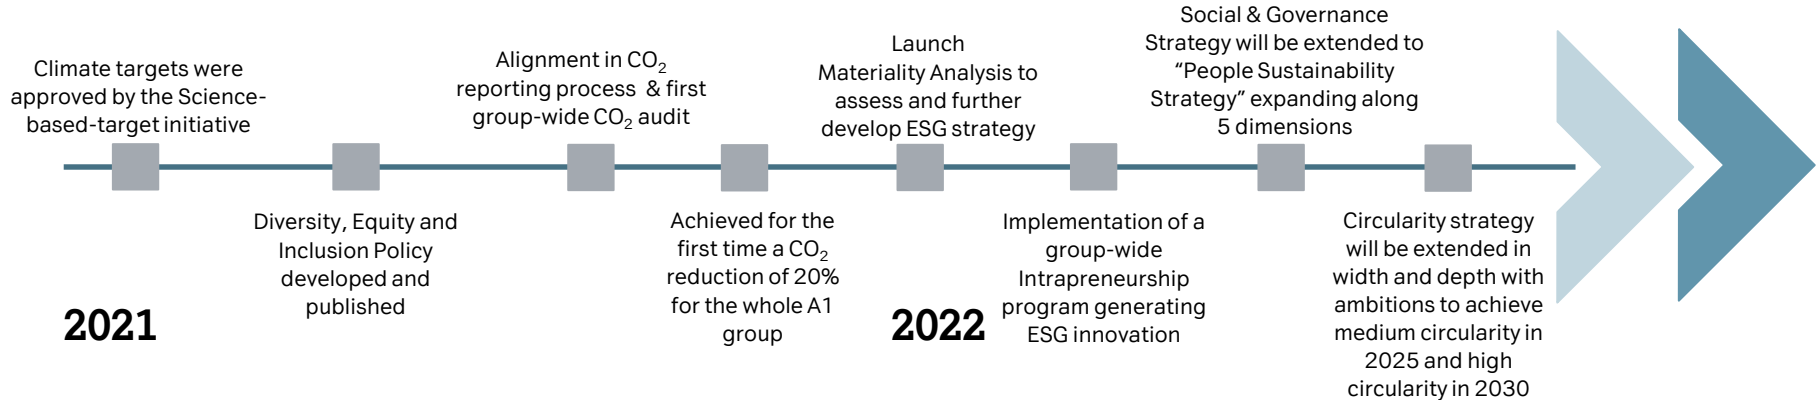 Climate targets were
approved by the Science-
based-target initiative
Diversity, Equity and
Inclusion Policy
developed and
published
Alignment in CO₂
reporting process & first
group-wide CO₂ audit
Achieved for the
first time a CO₂
reduction of 20%
for the whole A1
group
Launch
Materiality Analysis to
assess and further
develop ESG strategy
Implementation of a
group-wide
Intrapreneurship
program generating
ESG innovation
Social & Governance
Strategy will be extended to
“People Sustainability
Strategy” expanding along
5 dimensions
Circularity strategy
will be extended in
width and depth with
ambitions to achieve
medium circularity in
2025 and high
circularity in 2030
2021
2022